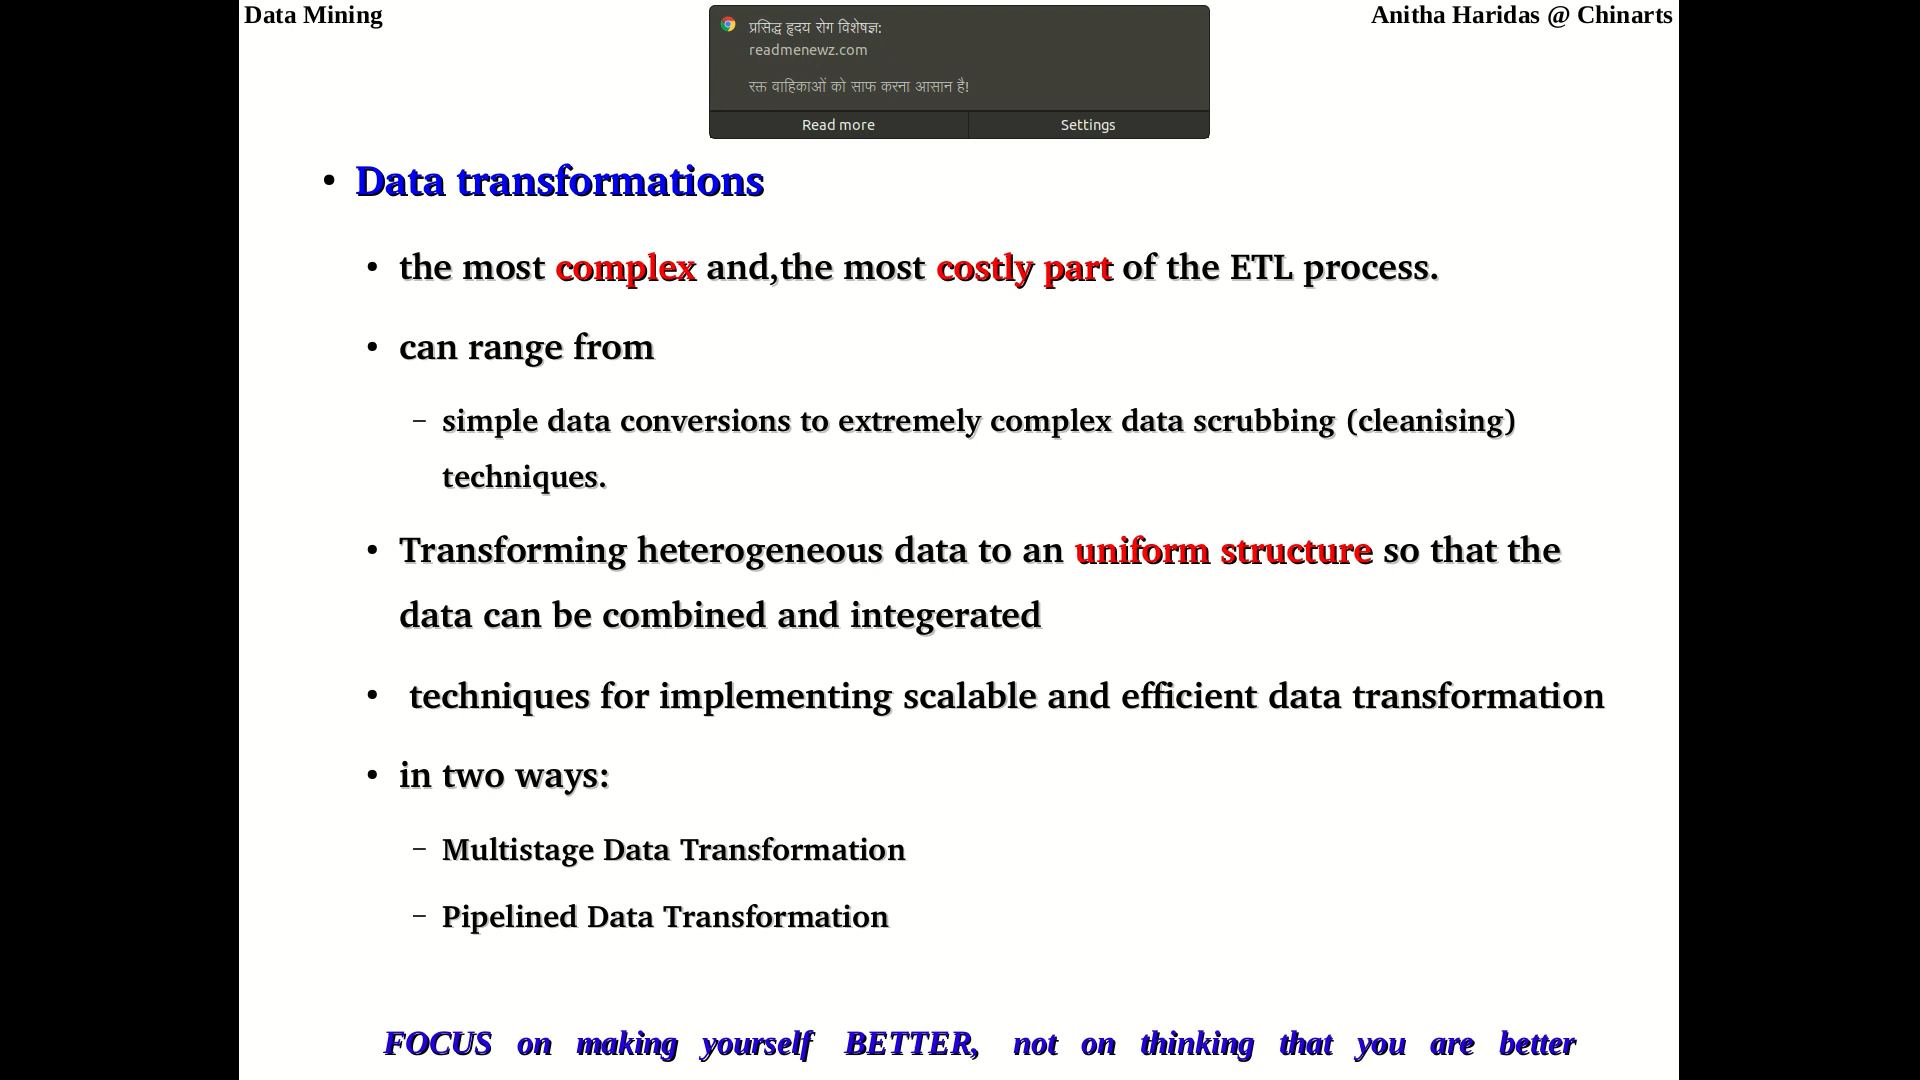 Data Mining
Anitha Haridas @ Chinarts
प्रसिद्ध हृदय रोग विशेषज्ञ:
readmenewz.com
रक्त वाहिकाओं को साफ करना आसान है!
Read more
Settings
• Data transformations
• the most complex and,the most costly part of the ETL process.
• can range from
– simple data conversions to extremely complex data scrubbing (cleanising)
techniques.
• Transforming heterogeneous data to an uniform structure so that the
data can be combined and integerated
• techniques for implementing scalable and efficient data transformation
• in two ways:
– Multistage Data Transformation
– Pipelined Data Transformation
FOCUS on making yourself BETTER, not on thinking that you are better